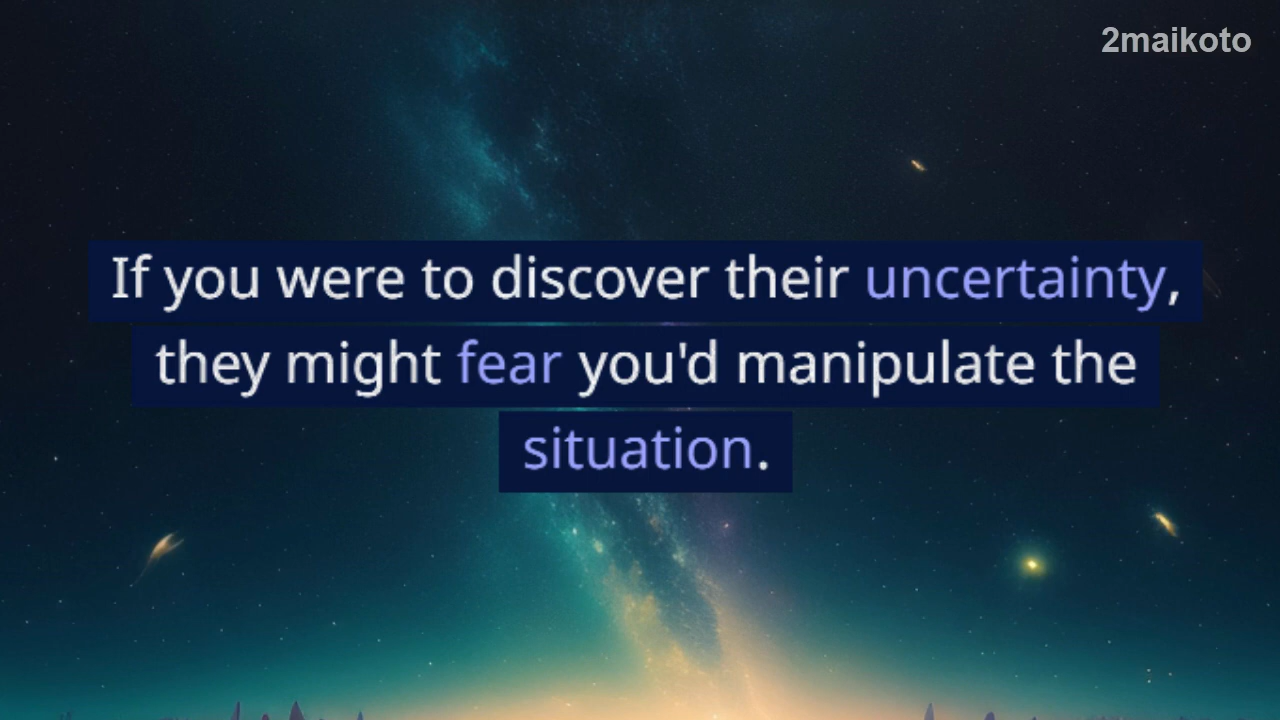 2maikoto
If you were to discover their uncertainty,
they might fear you'd manipulate the
situation.